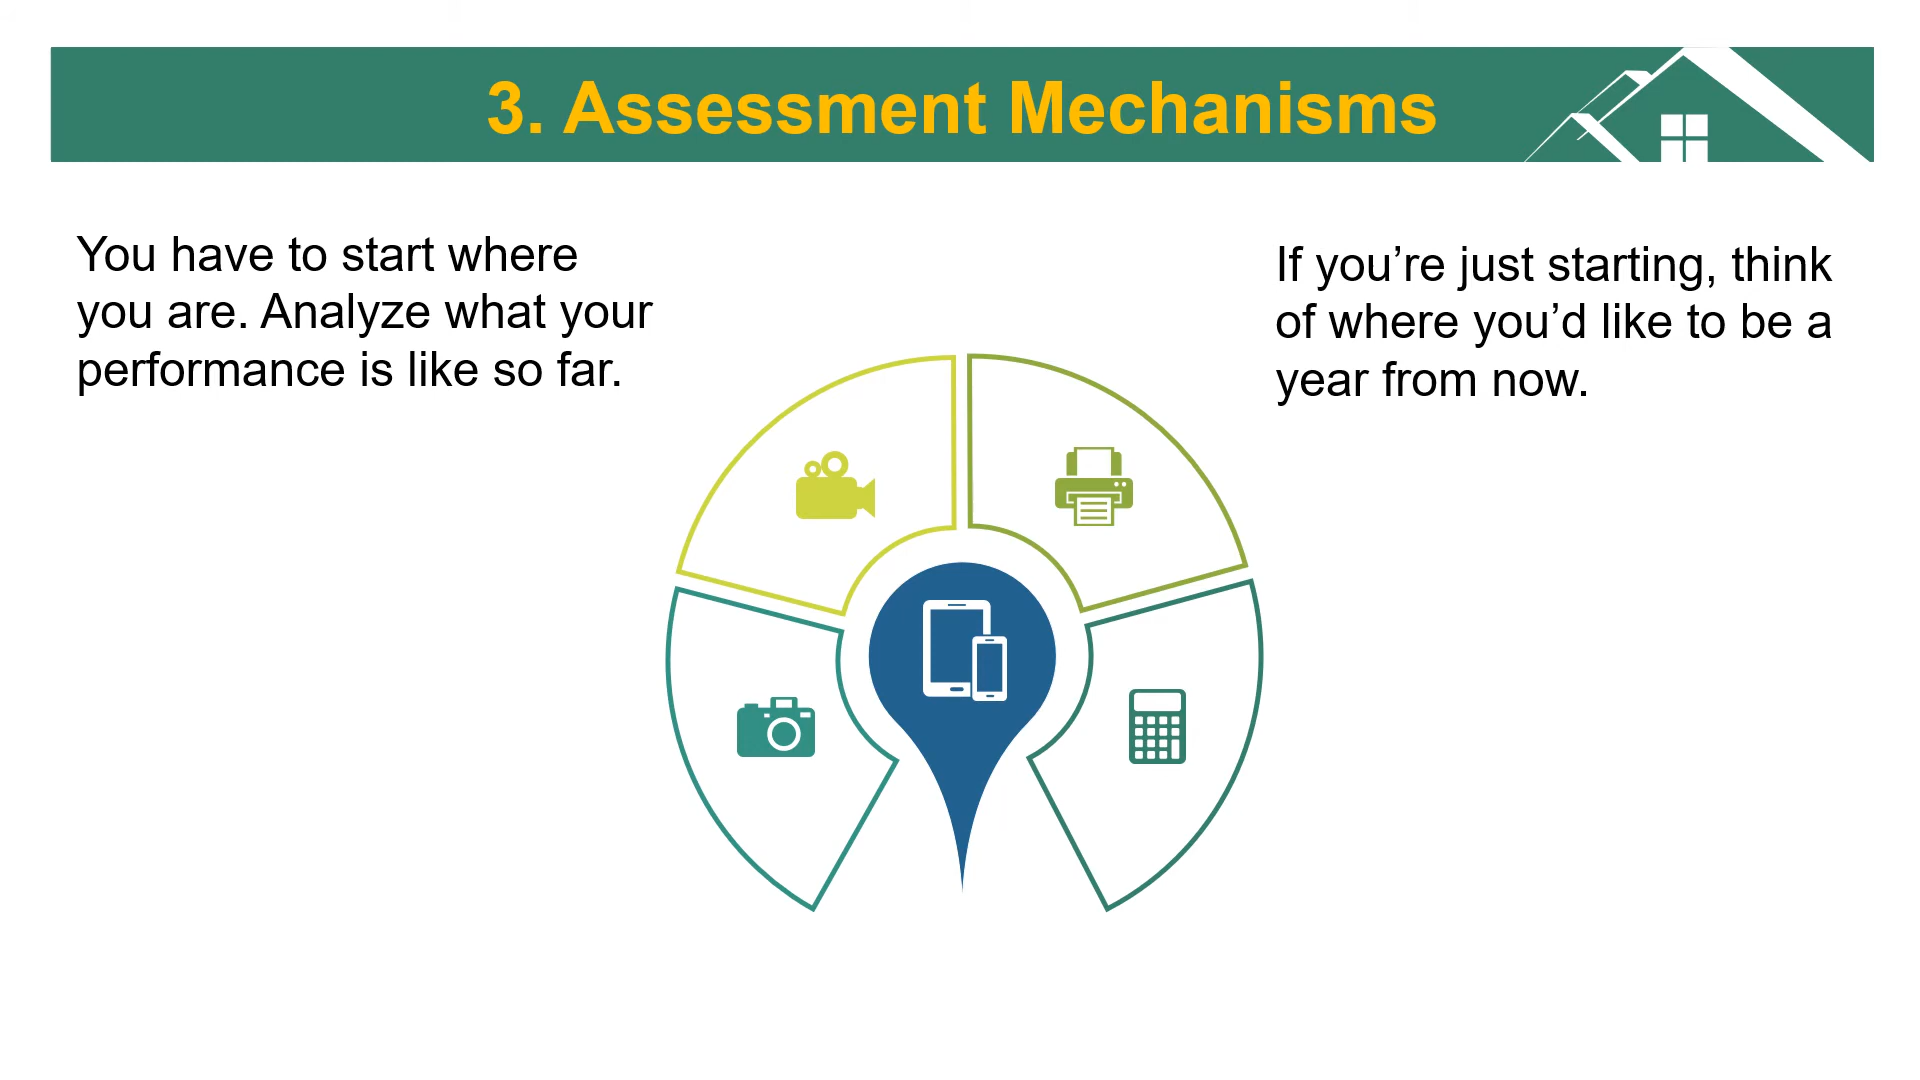 3. Assessment Mechanisms
You have to start where
you are. Analyze what your
performance is like so far.
If you’re just starting, think
of where you’d like to be a
year from now.